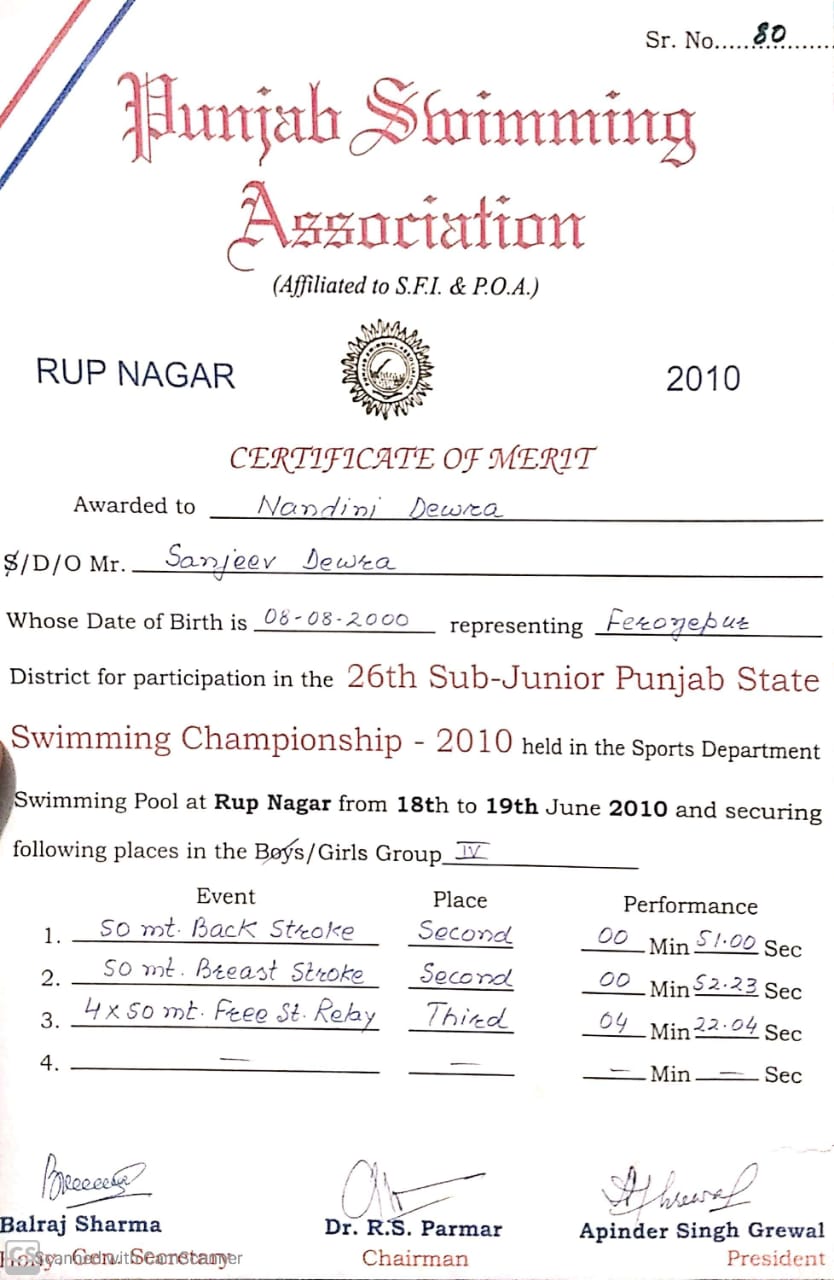 Sr. No......80......
Punjab Swimming
Association
(Affiliated to S.F.I. & P.O.A.)
RUP NAGAR 2010
CERTIFICATE OF MERIT
Awarded to Nandini Dewra
S/D/O Mr. Sanjeev Dewra
Whose Date of Birth is 08-08-2000 representing Ferozepur
District for participation in the 26th Sub-Junior Punjab State
Swimming Championship - 2010 held in the Sports Department
Swimming Pool at Rup Nagar from 18th to 19th June 2010 and securing
following places in the Boys/Girls Group IV
Event Place Performance
1. 50 mt. Back Stroke Second 00 Min 51.00 Sec
2. 50 mt. Breast Stroke Second 00 Min 52.23 Sec
3. 4x50 mt. Free St. Relay Third 04 Min 22.04 Sec
4. — — — Min — Sec
Balraj Sharma Dr. R.S. Parmar Apinder Singh Grewal
Hony. Gen. Secretary Chairman President
CS Scanned with CamScanner